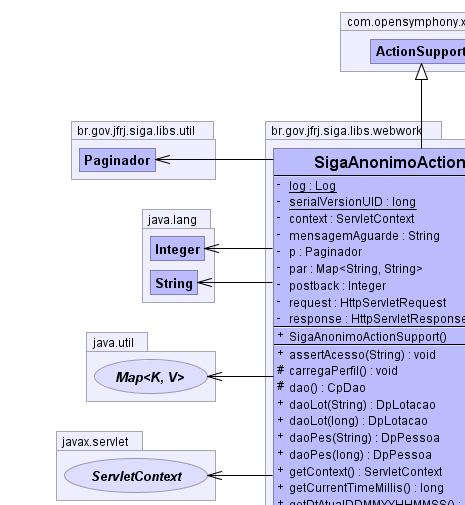 com.opensymphony.x
ActionSupport
br.gov.jfrj.siga.libs.util
Paginador
br.gov.jfrj.siga.libs.webwork
SigaAnonimoAction
- log : Log
- serialVersionUID : long
- context : ServletContext
- mensagemAguarde : String
- p : Paginador
- par : Map<String, String>
- postback : Integer
- request : HttpServletRequest
- response : HttpServletResponse
+ SigaAnonimoActionSupport()
+ assertAcesso(String) : void
# carregaPerfil() : void
# dao() : CpDao
+ daoLot(String) : DpLotacao
+ daoLot(long) : DpLotacao
+ daoPes(String) : DpPessoa
+ daoPes(long) : DpPessoa
+ getContext() : ServletContext
+ getCurrentTimeMillis() : long
+ getDtAtualDDMMYYHHMMSS() :
java.lang
Integer
String
java.util
Map<K, V>
javax.servlet
ServletContext